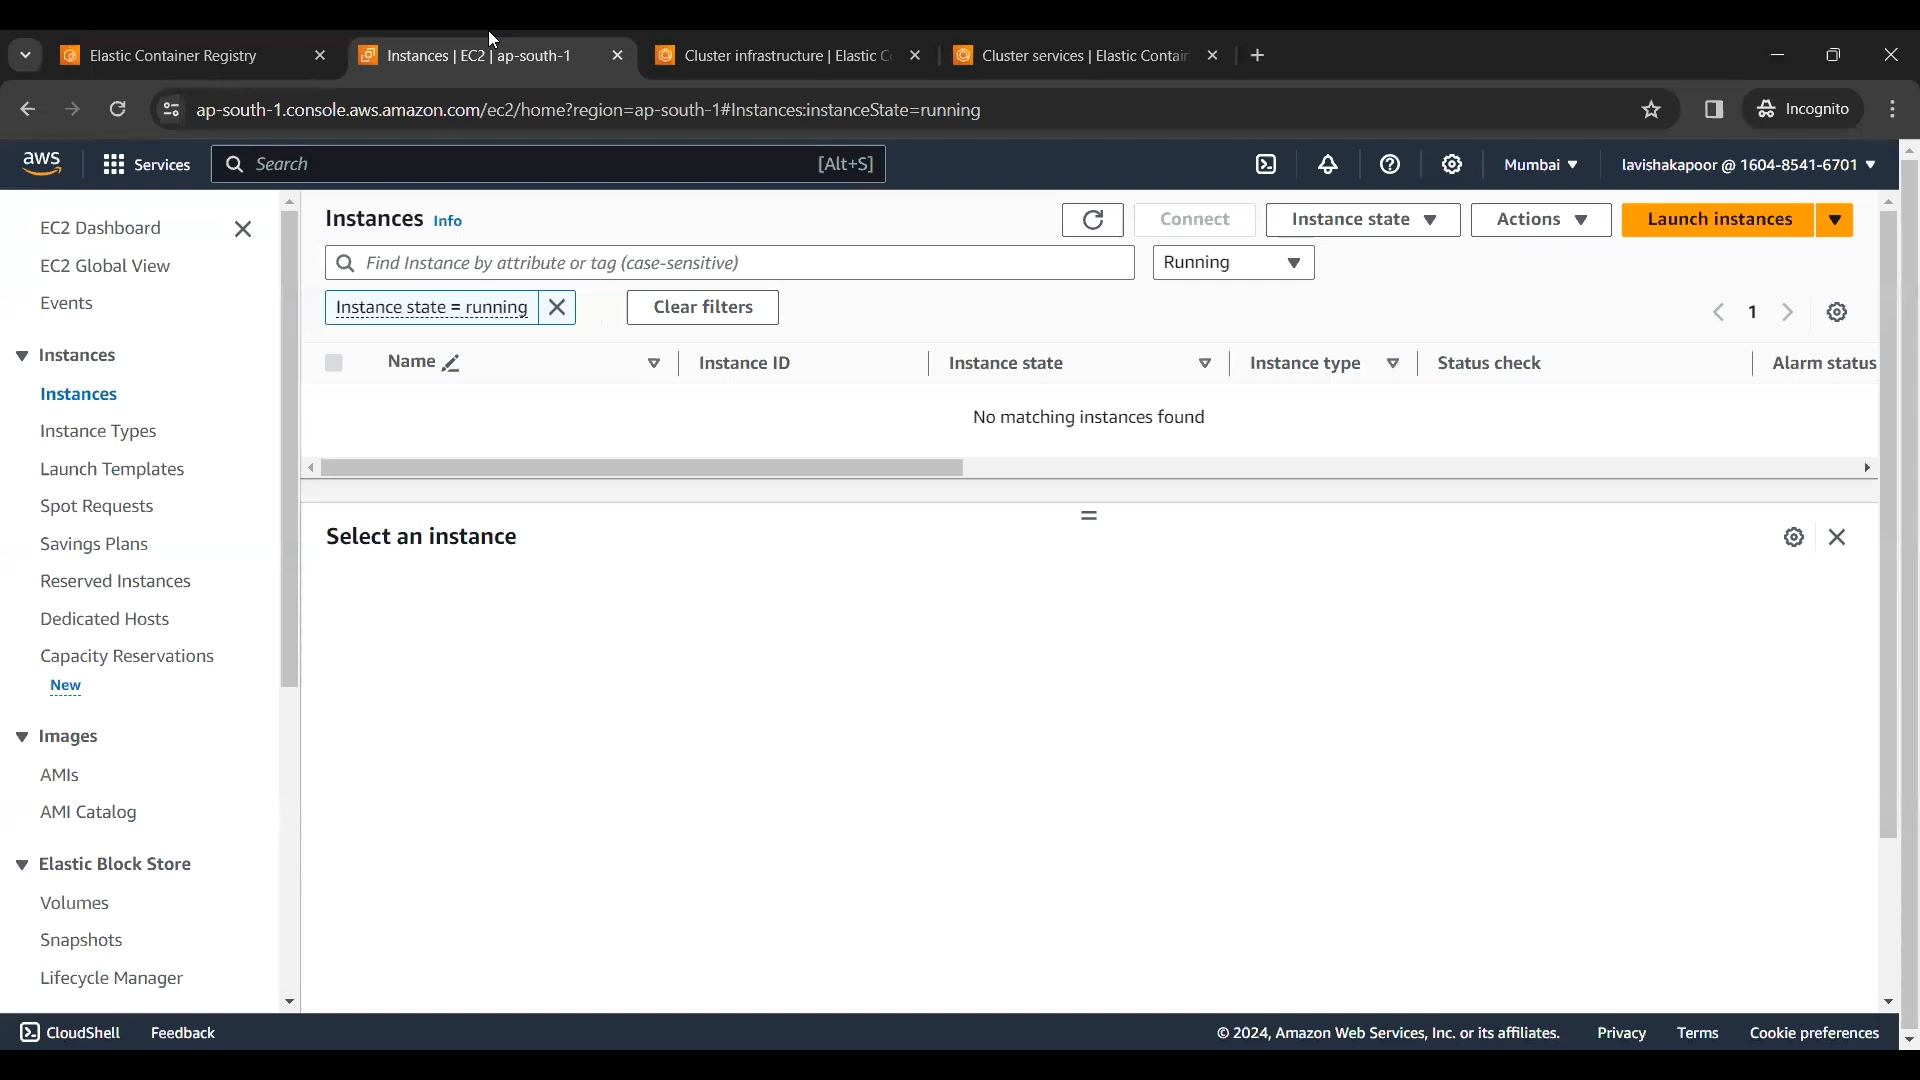 Elastic Container Registry
Instances | EC2 | ap-south-1
Cluster infrastructure | Elastic C
Cluster services | Elastic Contain
ap-south-1.console.aws.amazon.com/ec2/home?region=ap-south-1#Instances:instanceState=running
Incognito
aws
Services
Search
[Alt+S]
Mumbai
lavishakapoor @ 1604-8541-6701
EC2 Dashboard
EC2 Global View
Events
Instances
Instances
Instance Types
Launch Templates
Spot Requests
Savings Plans
Reserved Instances
Dedicated Hosts
Capacity Reservations
New
Images
AMIs
AMI Catalog
Elastic Block Store
Volumes
Snapshots
Lifecycle Manager
Instances Info
Connect
Instance state
Actions
Launch instances
Find Instance by attribute or tag (case-sensitive)
Running
Instance state = running
Clear filters
1
Name
Instance ID
Instance state
Instance type
Status check
Alarm status
No matching instances found
Select an instance
CloudShell
Feedback
© 2024, Amazon Web Services, Inc. or its affiliates.
Privacy
Terms
Cookie preferences